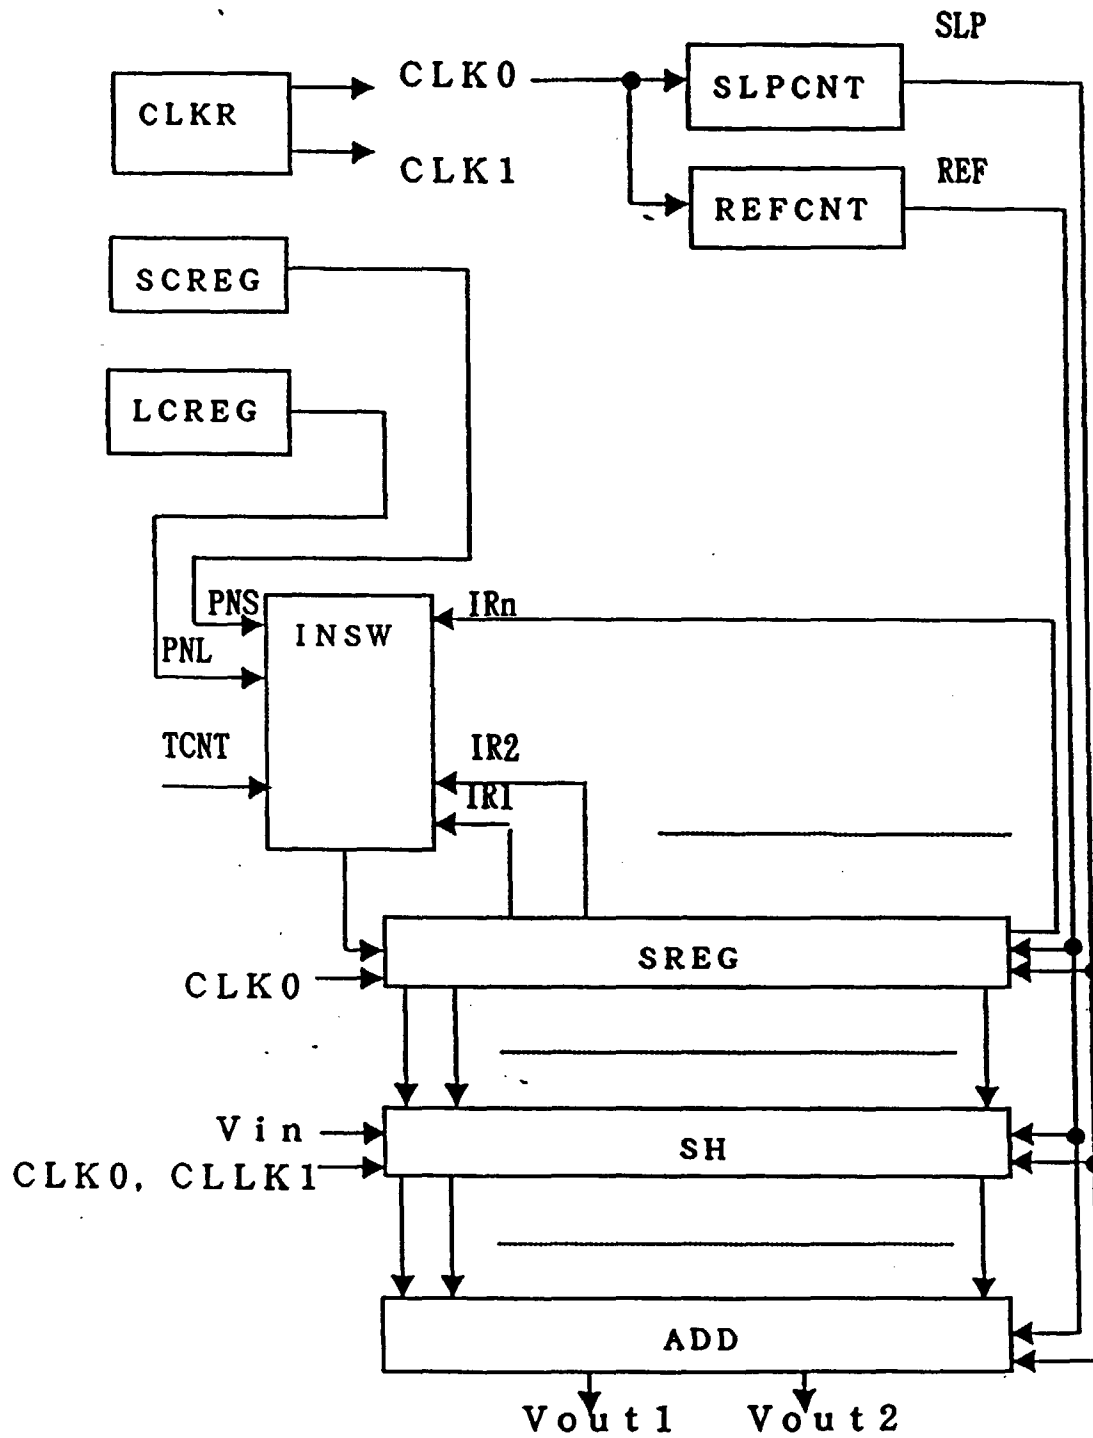 SLP
CLKR
CLK0
SLPCNT
CLK1
REF
REFCNT
SCREG
LCREG
PNS
INSW
IRn
PNL
TCNT
IR2
IR1
SREG
CLK0
Vin
SH
CLK0, CLLK1
ADD
Vout1
Vout2